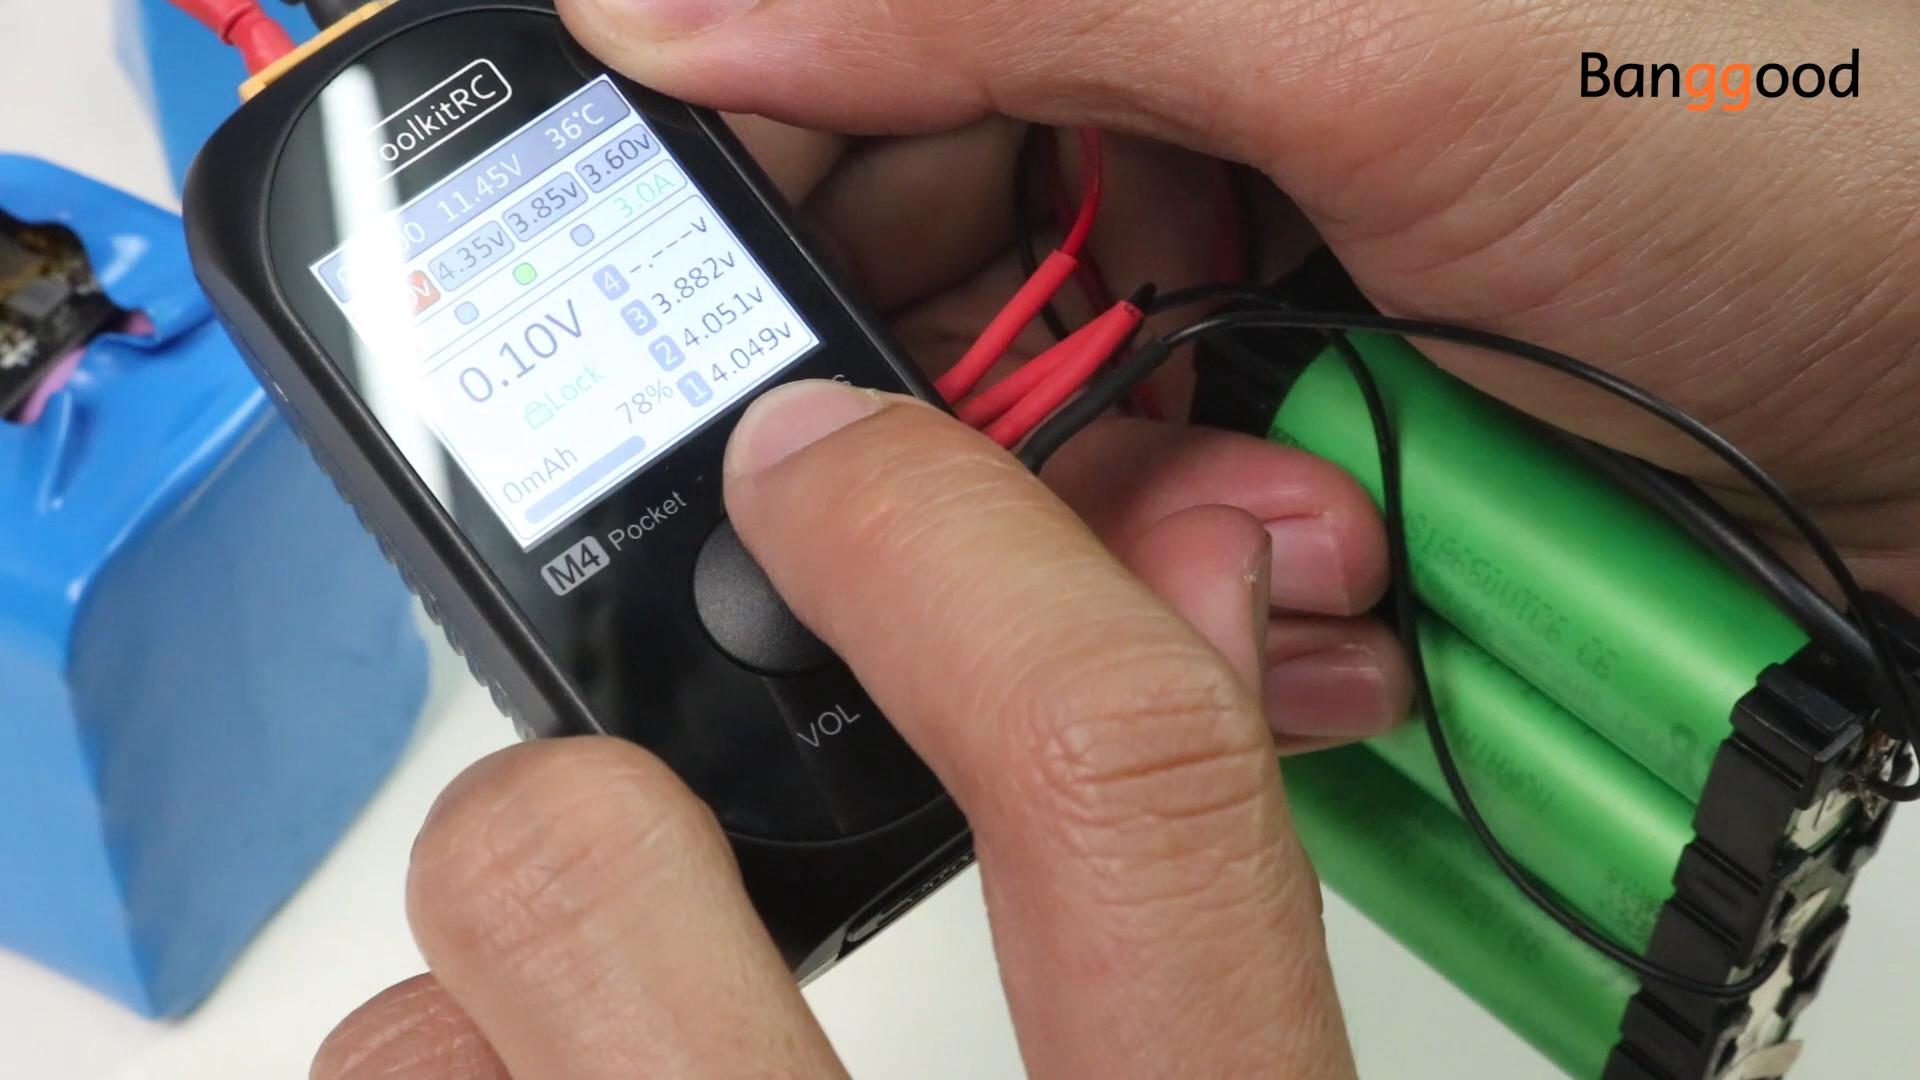 Banggood
oolkitRC
11.45V 36°C
4.35v 3.85v 3.60v
3.0A
4 -.---v
0.10V 3 3.882v
2 4.051v
Lock 1 4.049v
78%
0mAh
M4 Pocket
VOL
CE